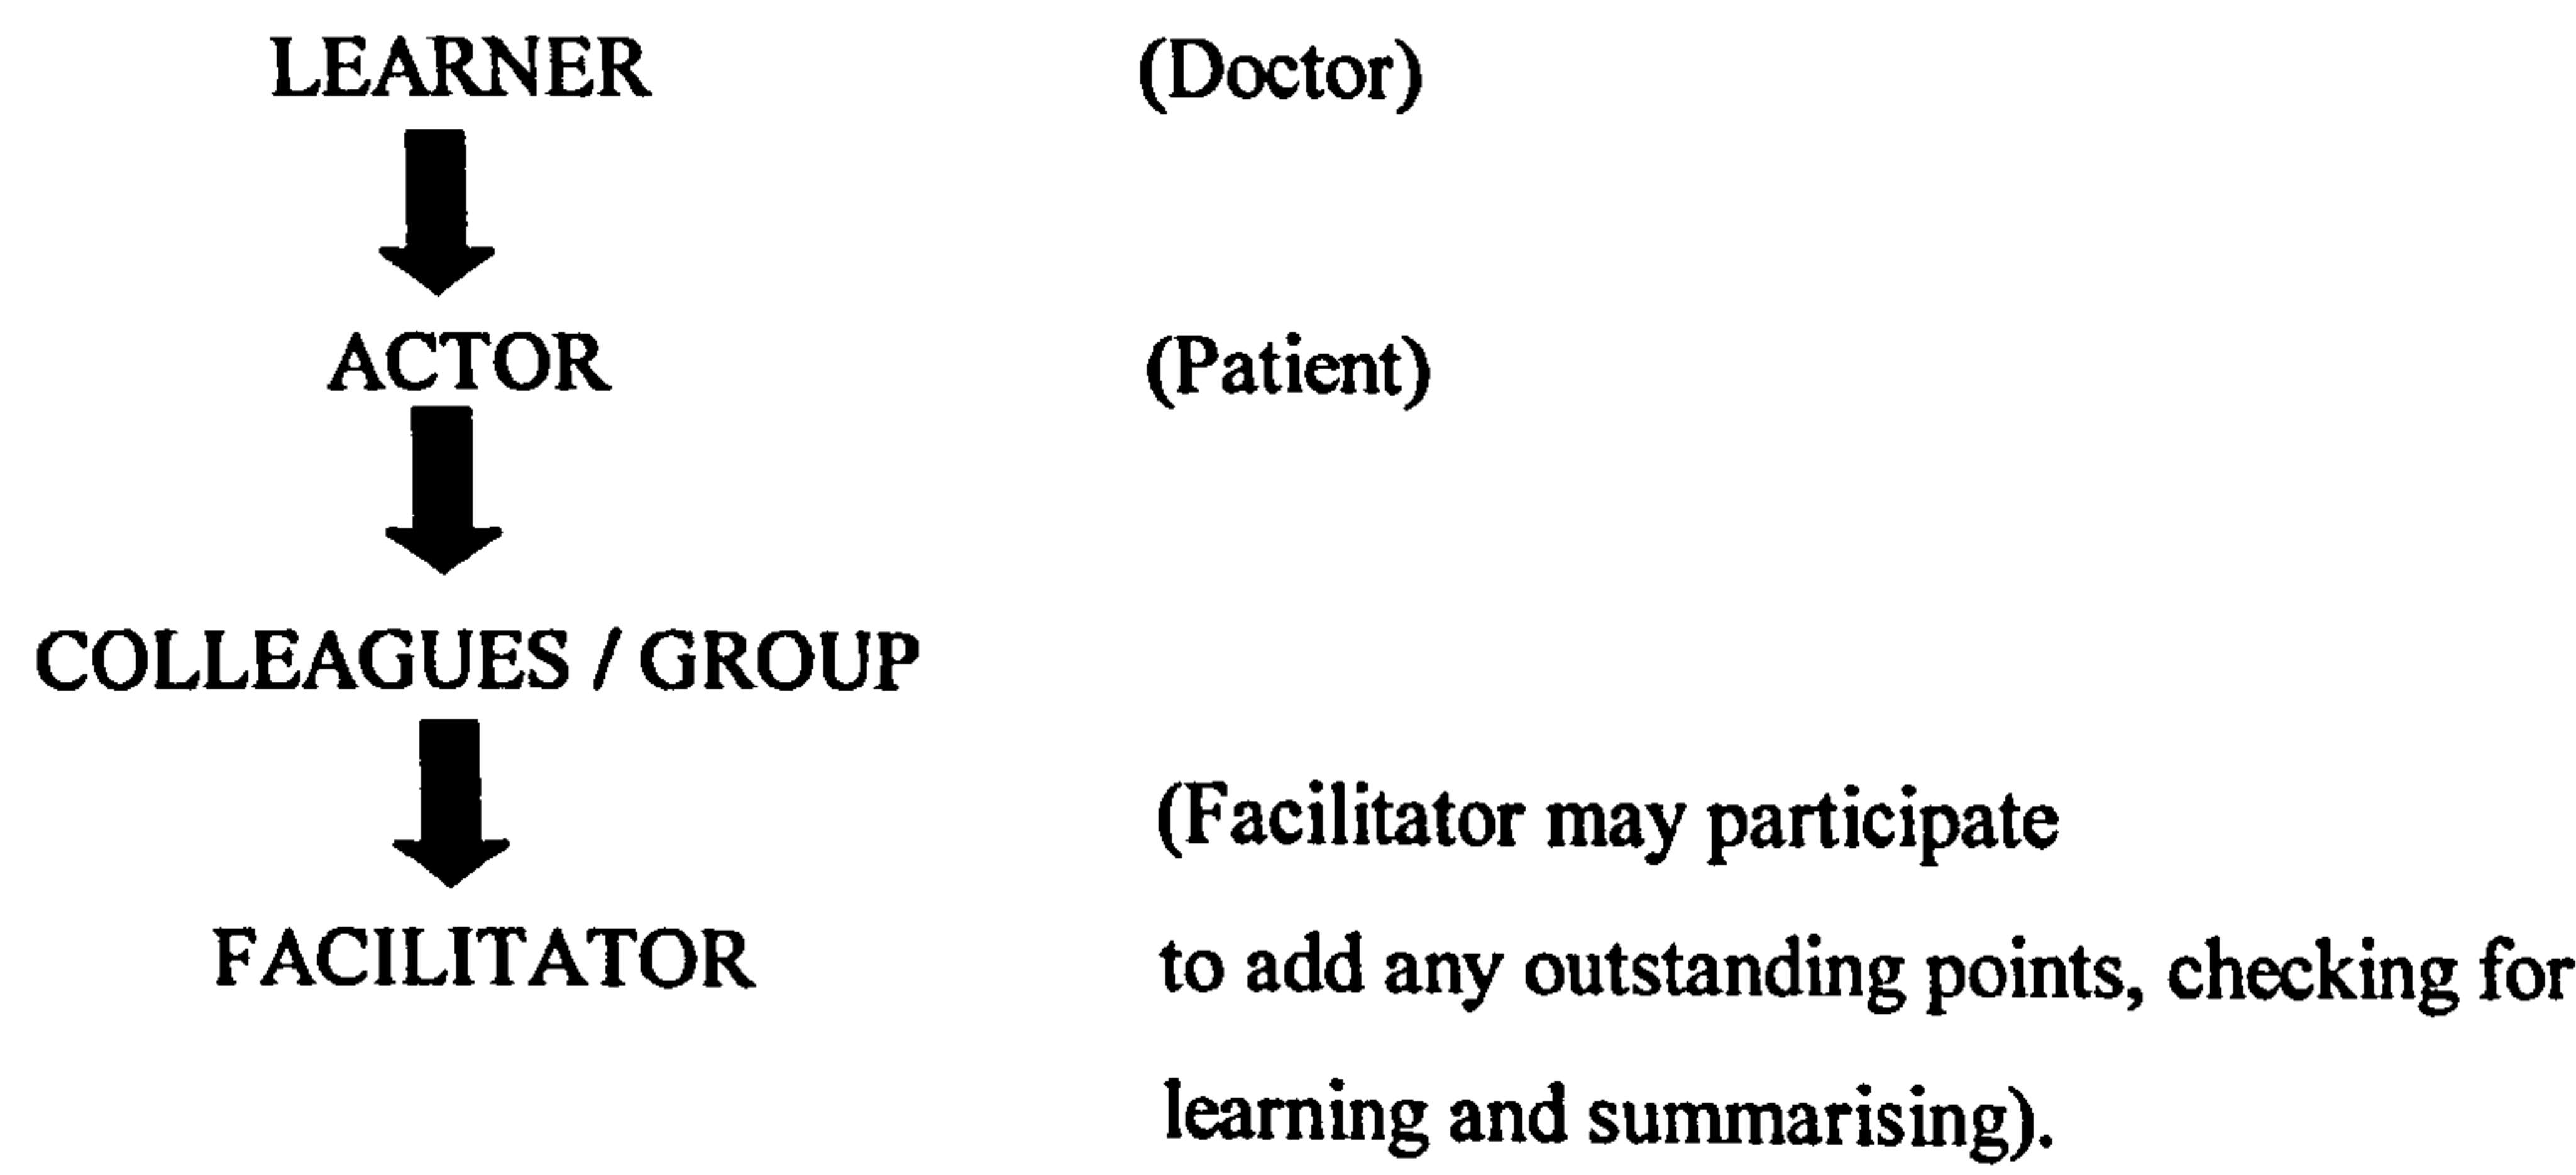 LEARNER (Doctor)
ACTOR (Patient)
COLLEAGUES / GROUP
(Facilitator may participate
FACILITATOR to add any outstanding points, checking for
learning and summarising).